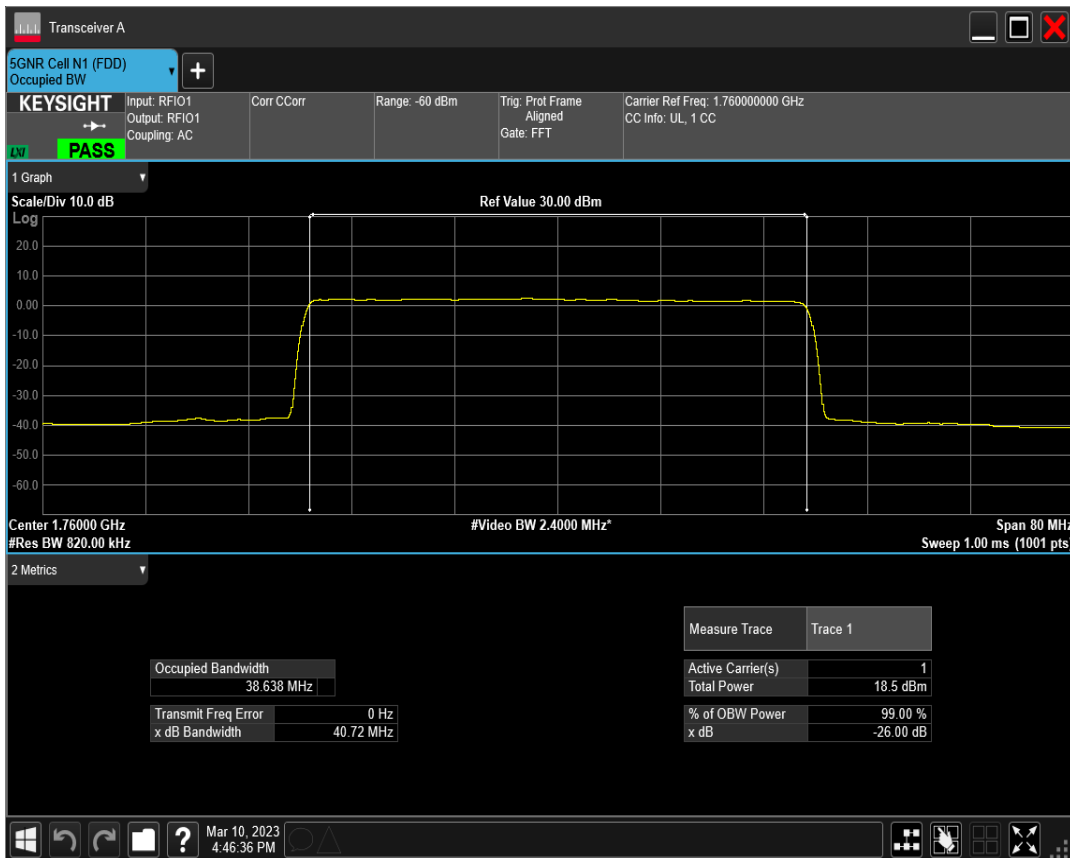 Transceiver A
5GNR Cell N1 (FDD)
Occupied BW
KEYSIGHT
LXI
PASS
Input: RFIO1
Output: RFIO1
Coupling: AC
Corr CCorr
Range: -60 dBm
Trig: Prot Frame
Aligned
Gate: FFT
Carrier Ref Freq: 1.760000000 GHz
CC Info: UL, 1 CC
1 Graph
Scale/Div 10.0 dB
Ref Value 30.00 dBm
Log
20.0
10.0
0.00
-10.0
-20.0
-30.0
-40.0
-50.0
-60.0
Center 1.76000 GHz
#Video BW 2.4000 MHz*
Span 80 MHz
#Res BW 820.00 kHz
Sweep 1.00 ms (1001 pts)
2 Metrics
Measure Trace Trace 1
Occupied Bandwidth
38.638 MHz
Active Carrier(s) 1
Total Power 18.5 dBm
Transmit Freq Error 0 Hz
x dB Bandwidth 40.72 MHz
% of OBW Power 99.00 %
x dB -26.00 dB
Mar 10, 2023
4:46:36 PM